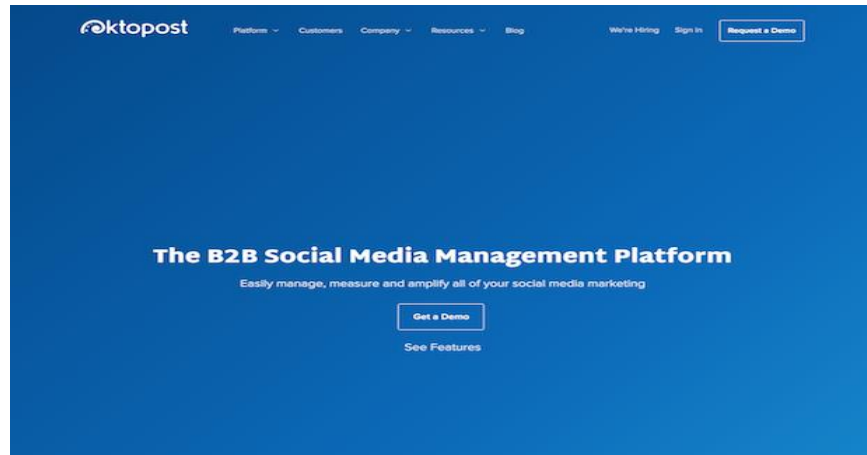 Oktopost Platform Customers Company Resources Blog We're Hiring Sign In Request a Demo
The B2B Social Media Management Platform
Easily manage, measure and amplify all of your social media marketing
Get a Demo
See Features